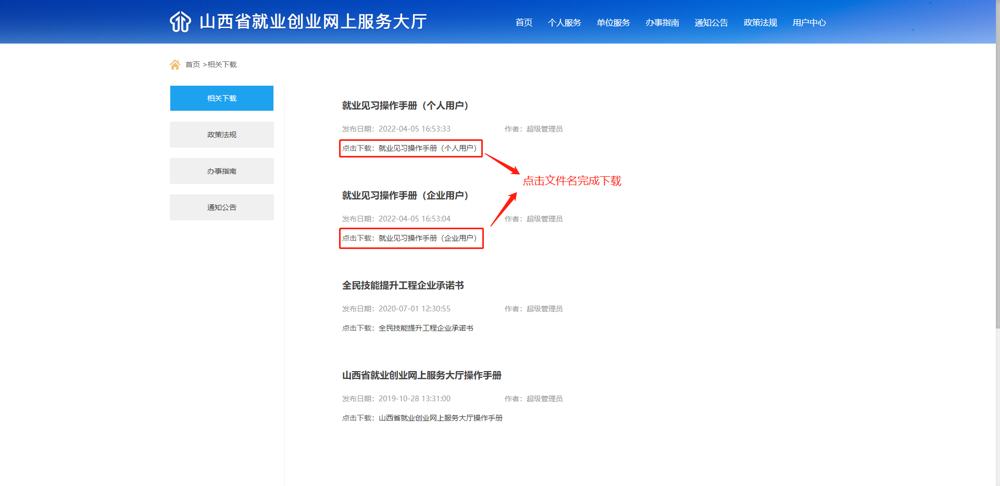 山西省就业创业网上服务大厅
首页 个人服务 单位服务 办事指南 通知公告 政策法规 用户中心
首页 >相关下载
相关下载
政策法规
办事指南
通知公告
就业见习操作手册（个人用户）
发布日期：2022-04-05 16:53:33 作者：超级管理员
点击下载：就业见习操作手册（个人用户）
点击文件名完成下载
就业见习操作手册（企业用户）
发布日期：2022-04-05 16:53:04 作者：超级管理员
点击下载：就业见习操作手册（企业用户）
全民技能提升工程企业承诺书
发布日期：2020-07-01 12:30:55 作者：超级管理员
点击下载：全民技能提升工程企业承诺书
山西省就业创业网上服务大厅操作手册
发布日期：2019-10-28 13:31:00 作者：超级管理员
点击下载：山西省就业创业网上服务大厅操作手册